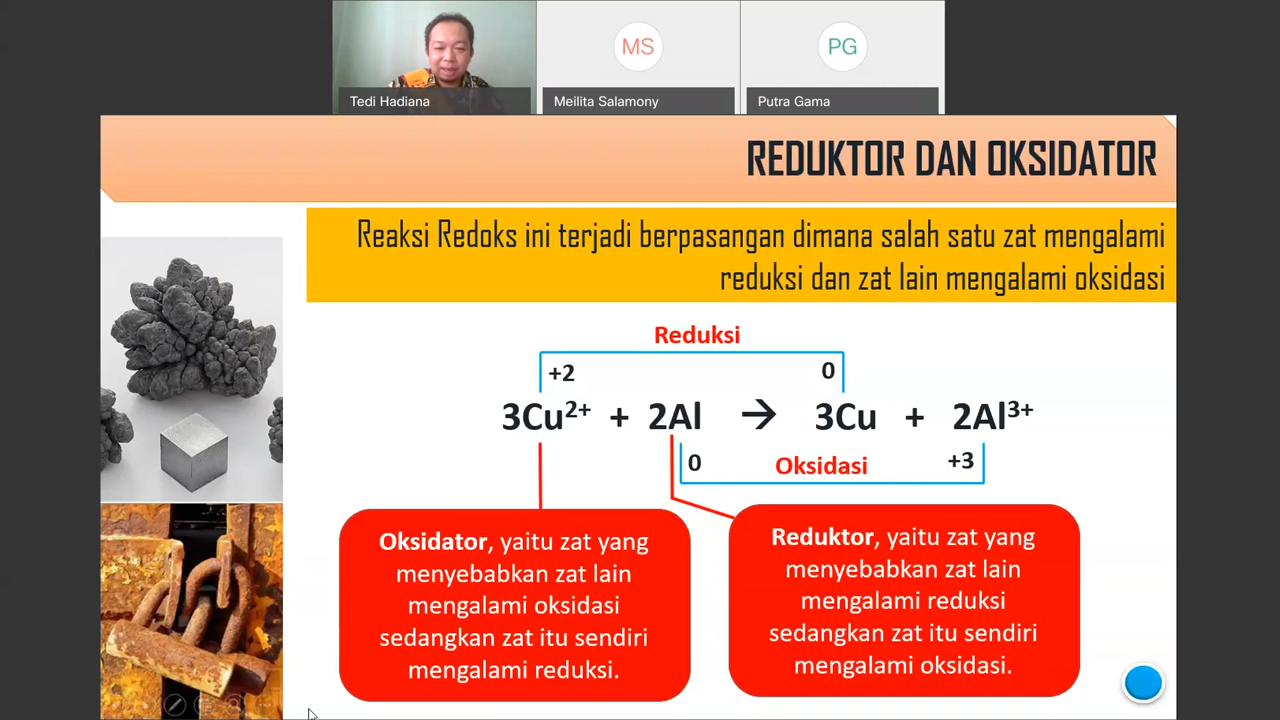 MS
PG
Tedi Hadiana
Meilita Salamony
Putra Gama
REDUKTOR DAN OKSIDATOR
Reaksi Redoks ini terjadi berpasangan dimana salah satu zat mengalami
reduksi dan zat lain mengalami oksidasi
Reduksi
+2
0
3Cu²⁺ + 2Al → 3Cu + 2Al³⁺
0
Oksidasi
+3
Oksidator, yaitu zat yang
menyebabkan zat lain
mengalami oksidasi
sedangkan zat itu sendiri
mengalami reduksi.
Reduktor, yaitu zat yang
menyebabkan zat lain
mengalami reduksi
sedangkan zat itu sendiri
mengalami oksidasi.